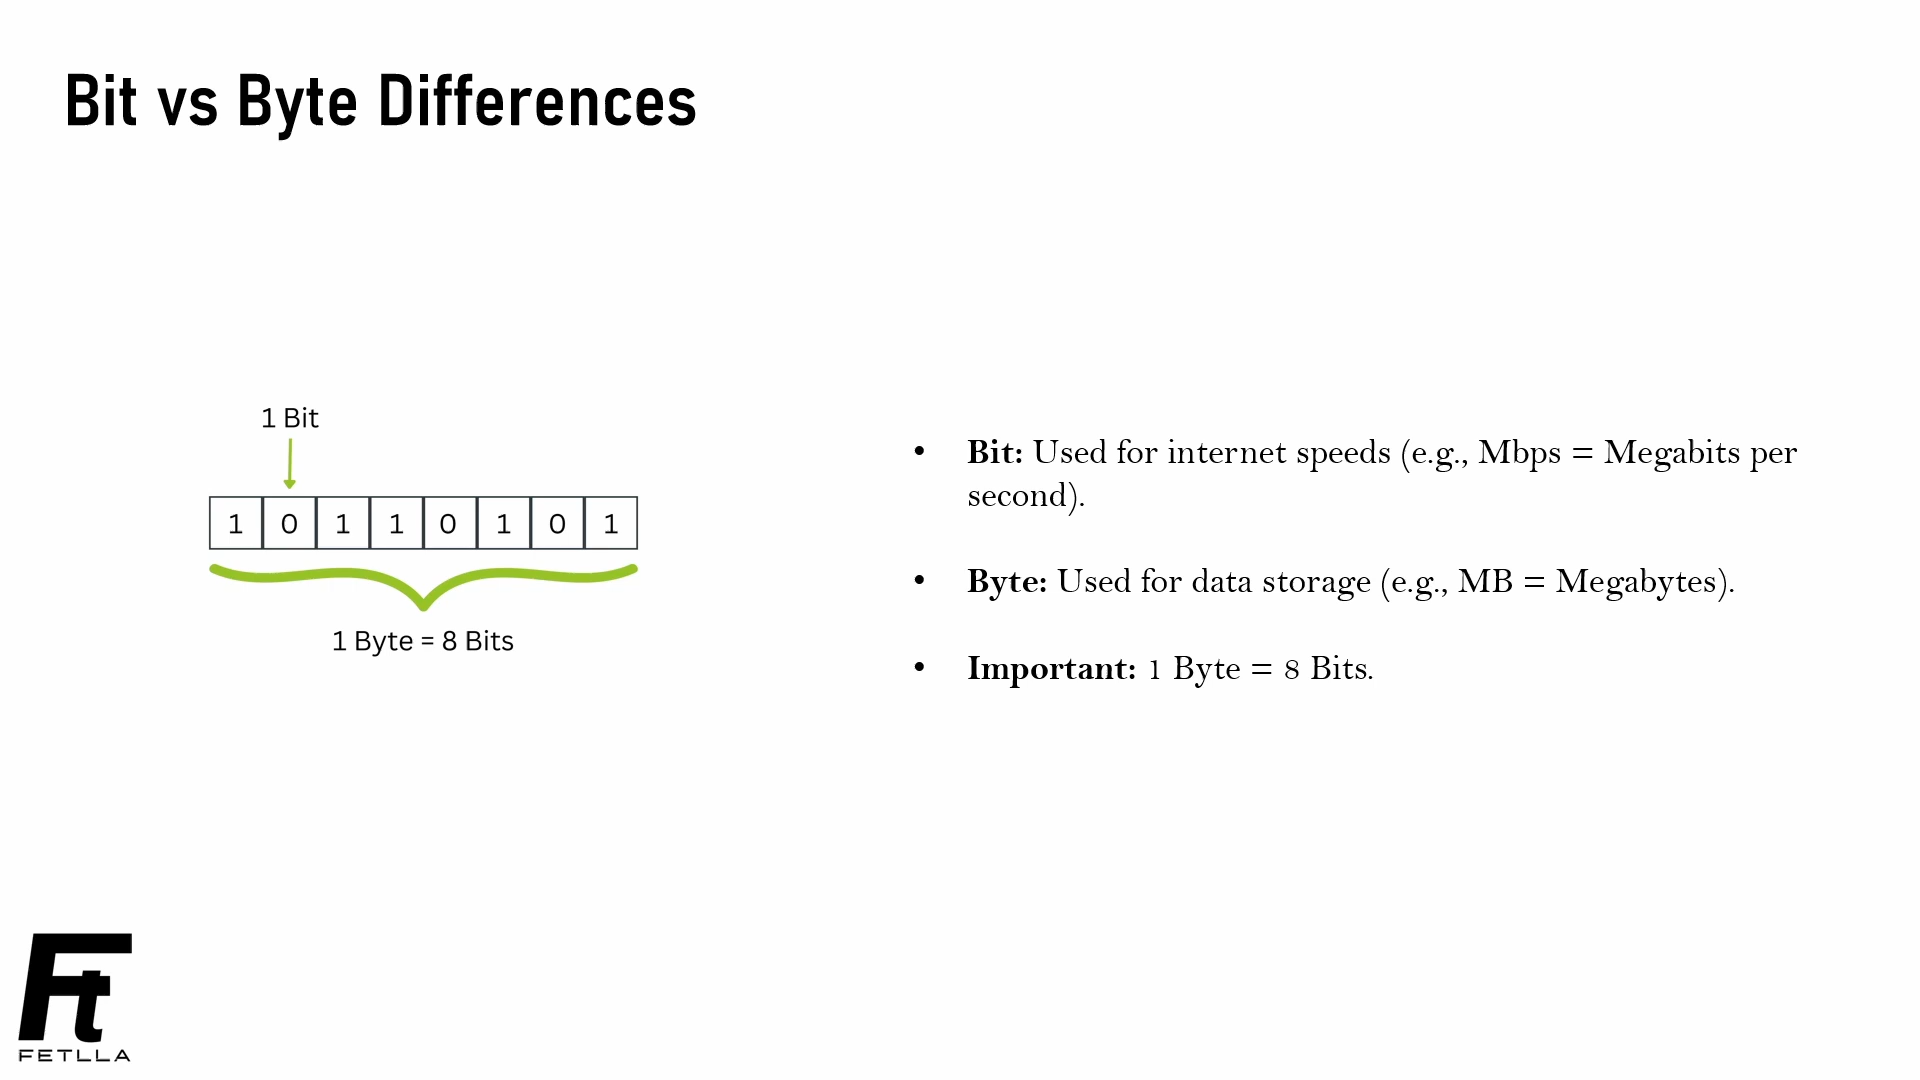 Bit vs Byte Differences
1 Bit
1 0 1 1 0 1 0 1
1 Byte = 8 Bits
• Bit: Used for internet speeds (e.g., Mbps = Megabits per
second).
• Byte: Used for data storage (e.g., MB = Megabytes).
• Important: 1 Byte = 8 Bits.
Ft
FETLLA